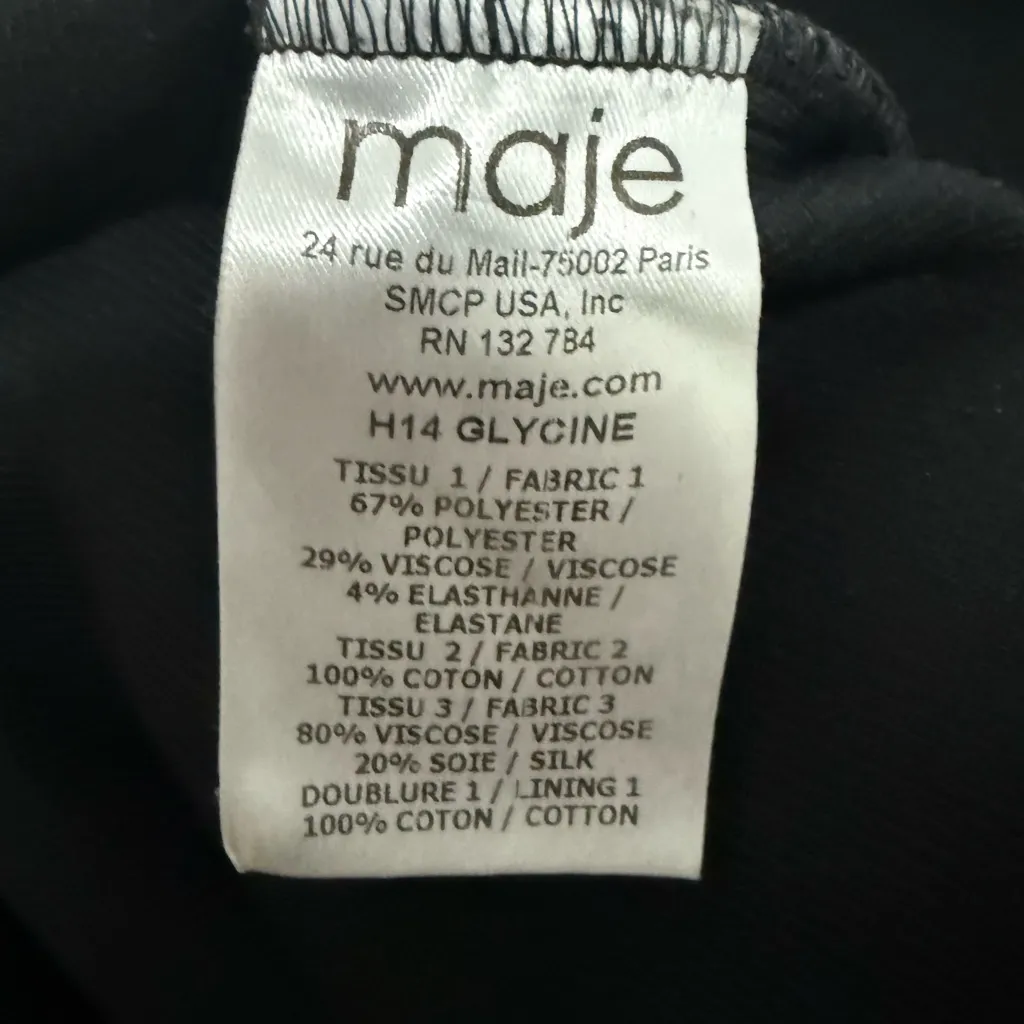 maje
24 rue du Mail-75002 Paris
SMCP USA, Inc
RN 132 784
www.maje.com
H14 GLYCINE
TISSU 1 / FABRIC 1
67% POLYESTER /
POLYESTER
29% VISCOSE / VISCOSE
4% ELASTHANNE /
ELASTANE
TISSU 2 / FABRIC 2
100% COTON / COTTON
TISSU 3 / FABRIC 3
80% VISCOSE / VISCOSE
20% SOIE / SILK
DOUBLURE 1 / LINING 1
100% COTON / COTTON